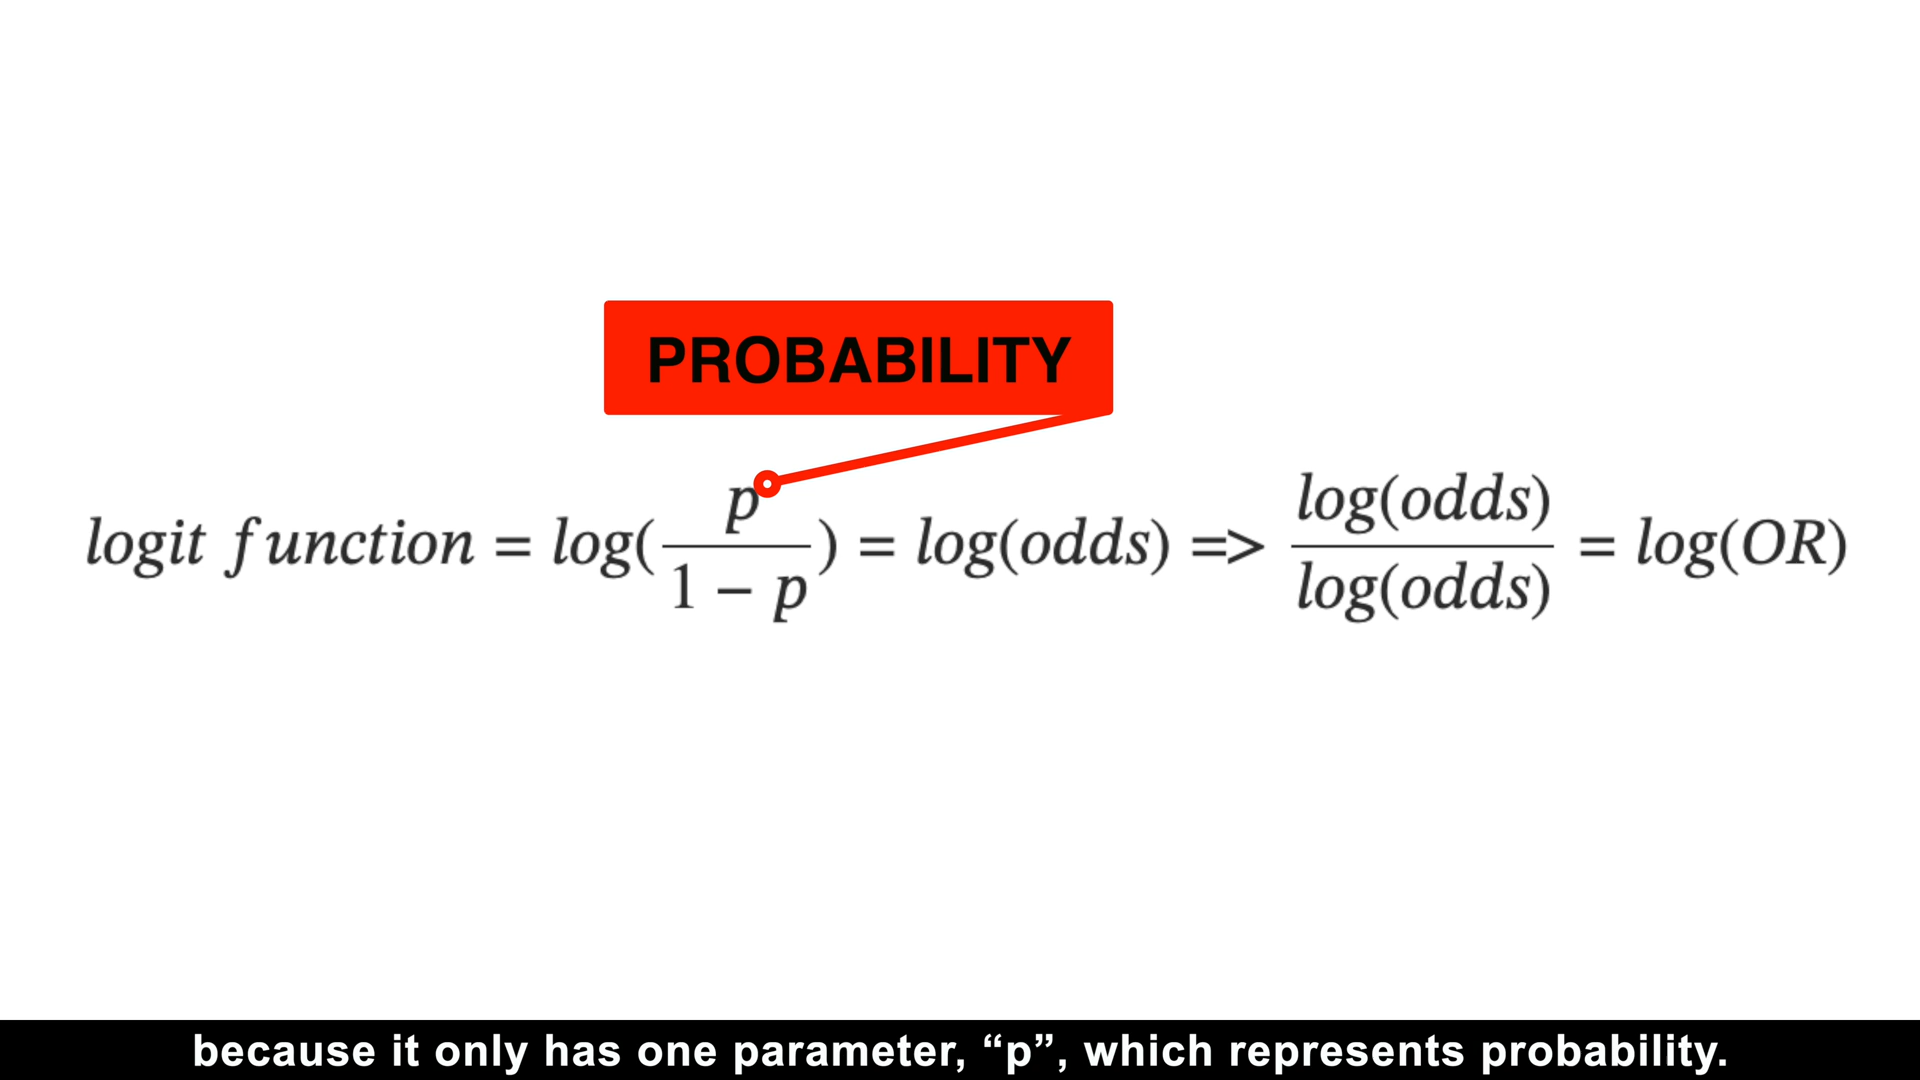 PROBABILITY
logit function = log(p/(1 − p)) = log(odds) => log(odds)/log(odds) = log(OR)
because it only has one parameter, “p”, which represents probability.